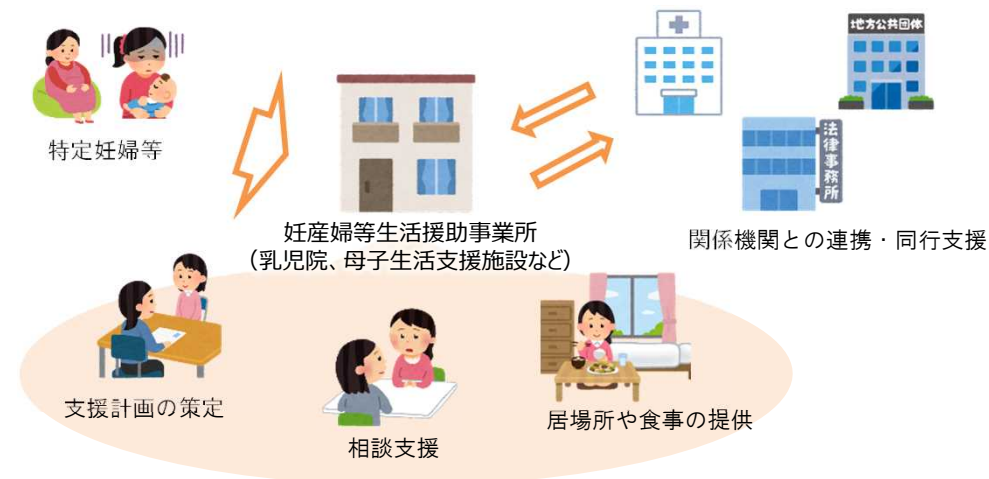 地方公共団体
法律事務所
特定妊婦等
妊産婦等生活援助事業所
（乳児院、母子生活支援施設など）
関係機関との連携・同行支援
支援計画の策定
相談支援
居場所や食事の提供